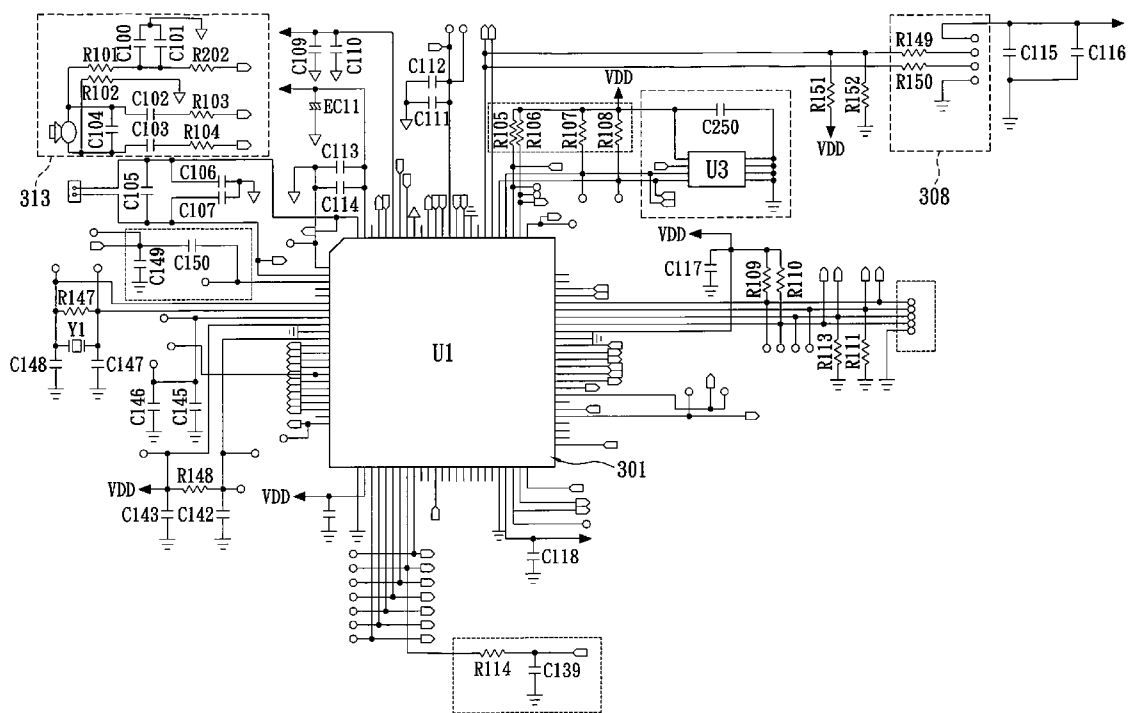 C100
C101
R101
R202
R102
C102
R103
C104
C103
R104
313
C109
C110
EC11
C112
C111
C113
C114
C105
C106
C107
C149
C150
R105
R106
R107
R108
VDD
C250
U3
R151
R152
VDD
R149
R150
308
C115
C116
R147
Y1
C148
C147
C146
C145
VDD
R148
C143
C142
U1
301
VDD
C117
R109
R110
R113
R111
VDD
C118
R114
C139